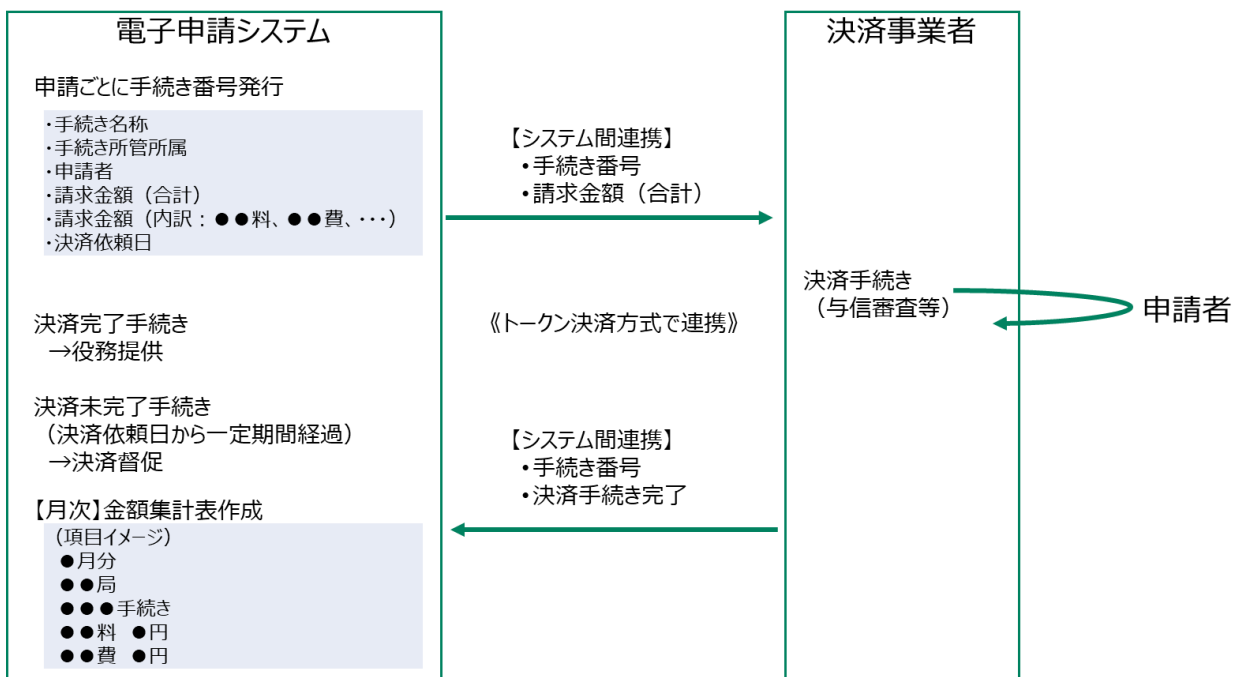 電子申請システム
申請ごとに手続き番号発行
・手続き名称
・手続き所管所属
・申請者
・請求金額（合計）
・請求金額（内訳：●●料、●●費、・・・）
・決済依頼日
決済完了手続き
→役務提供
決済未完了手続き
（決済依頼日から一定期間経過）
→決済督促
【月次】金額集計表作成
（項目イメージ）
●月分
●●局
●●●手続き
●●料 ●円
●●費 ●円
【システム間連携】
・手続き番号
・請求金額（合計）
《トークン決済方式で連携》
【システム間連携】
・手続き番号
・決済手続き完了
決済事業者
決済手続き
（与信審査等）
申請者